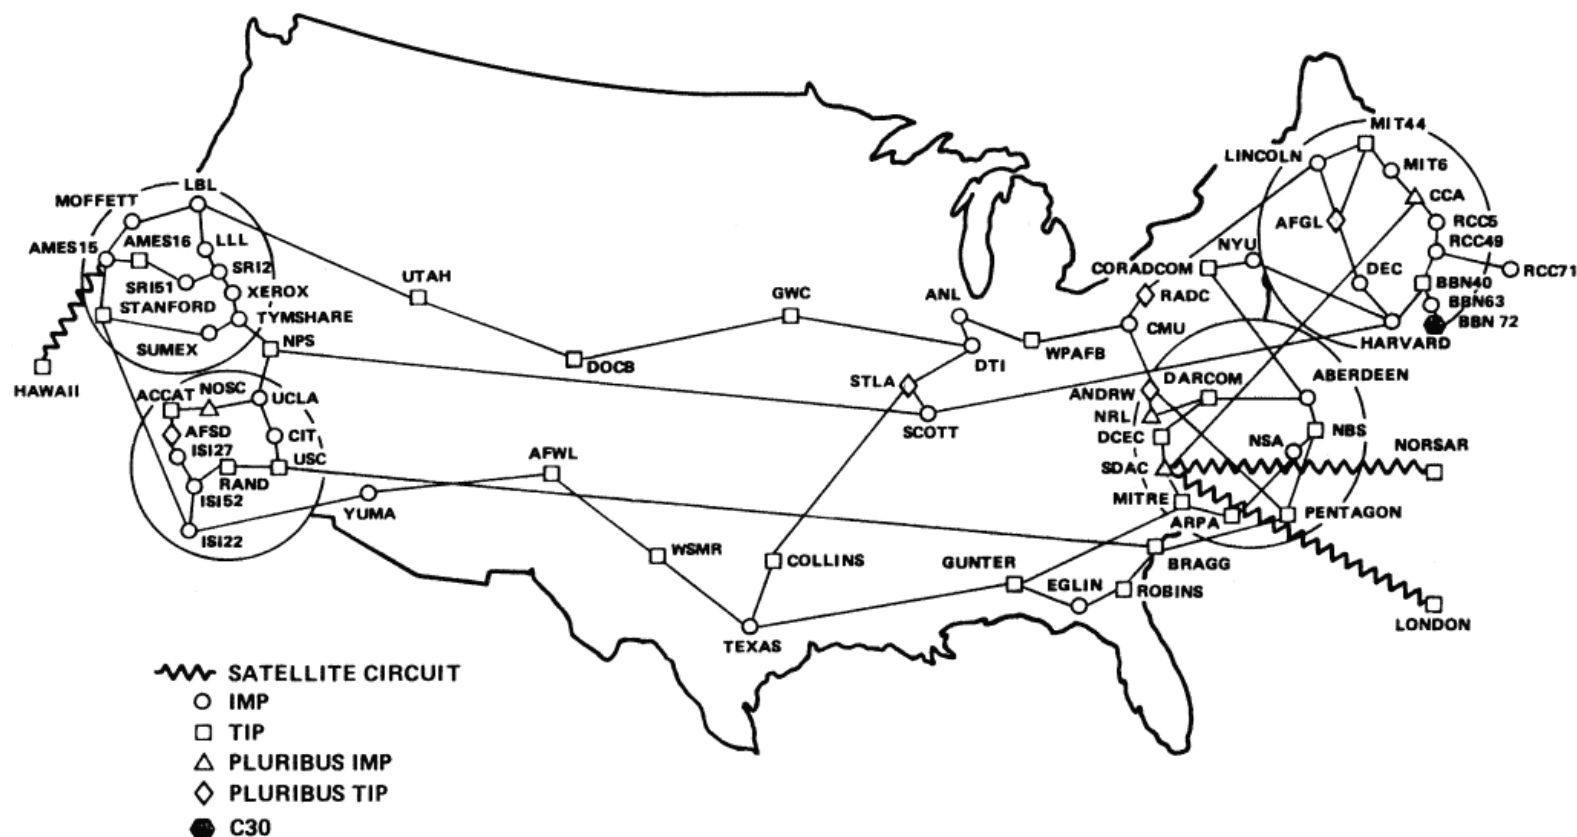 MIT44
LINCOLN
MIT6
LBL
CCA
MOFFETT
AFGL
RCC5
AMES15
AMES16
LLL
NYU
RCC49
SRI2
CORADCOM
DEC
RCC71
UTAH
SRI51
XEROX
RADC
BBN40
STANFORD
GWC
ANL
BBN63
TYMSHARE
CMU
BBN 72
SUMEX
NPS
WPAFB
HARVARD
DOCB
DTI
HAWAII
STLA
DARCOM
ABERDEEN
ACCAT
NOSC
UCLA
ANDRW
NRL
AFSD
CIT
SCOTT
DCEC
NSA
NBS
NORSAR
ISI27
AFWL
USC
SDAC
RAND
ISI52
MITRE
YUMA
ARPA
PENTAGON
ISI22
WSMR
COLLINS
GUNTER
BRAGG
EGLIN
ROBINS
LONDON
TEXAS
SATELLITE CIRCUIT
IMP
TIP
PLURIBUS IMP
PLURIBUS TIP
C30